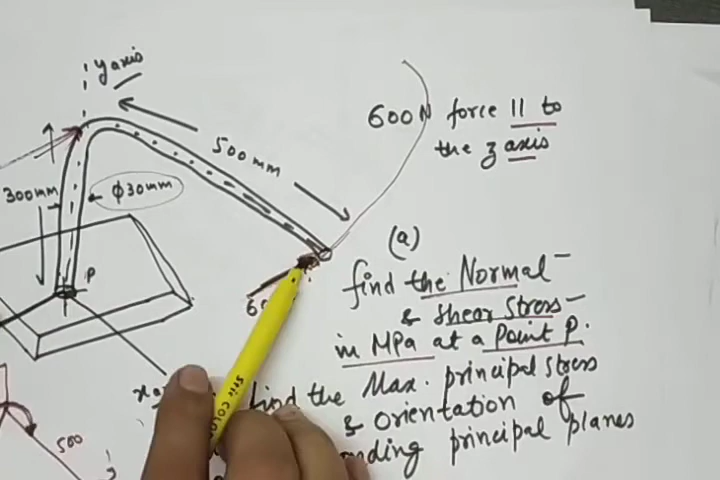 y axis
500 mm
600N force 11 to
the z axis
300mm
φ30mm
P
(a)
find the Normal
& shear stress
in MPa at a Point P.
find the Max. principal stress
& orientation of
principal planes
500